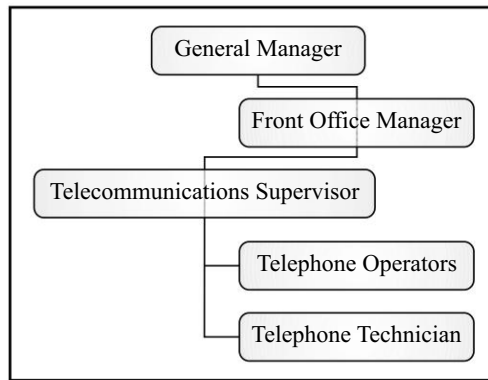 General Manager
Front Office Manager
Telecommunications Supervisor
Telephone Operators
Telephone Technician